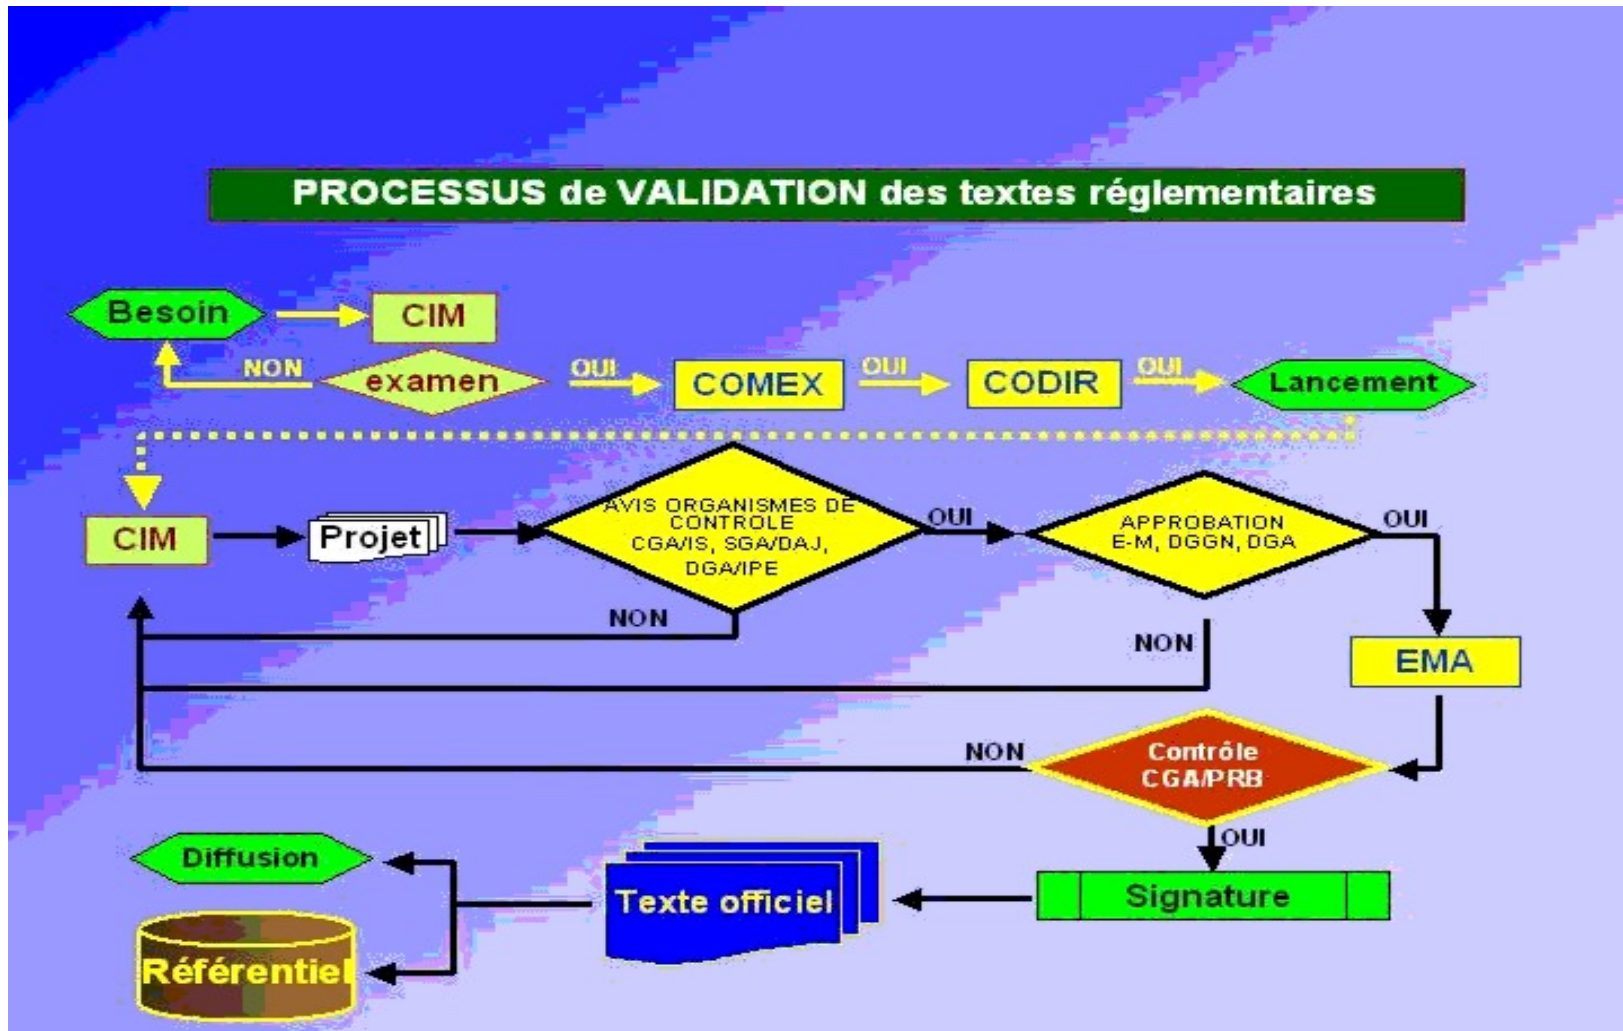 PROCESSUS de VALIDATION des textes réglementaires
Besoin
CIM
NON
examen
OUI
COMEX
OUI
CODIR
OUI
Lancement
CIM
Projet
AVIS ORGANISMES DE
CONTROLE
CGA/IS, SGA/DAJ,
DGA/IPE
OUI
APPROBATION
E-M, DGGN, DGA
OUI
NON
NON
EMA
NON
Contrôle
CGA/PRB
OUI
Diffusion
Texte officiel
Signature
Référentiel